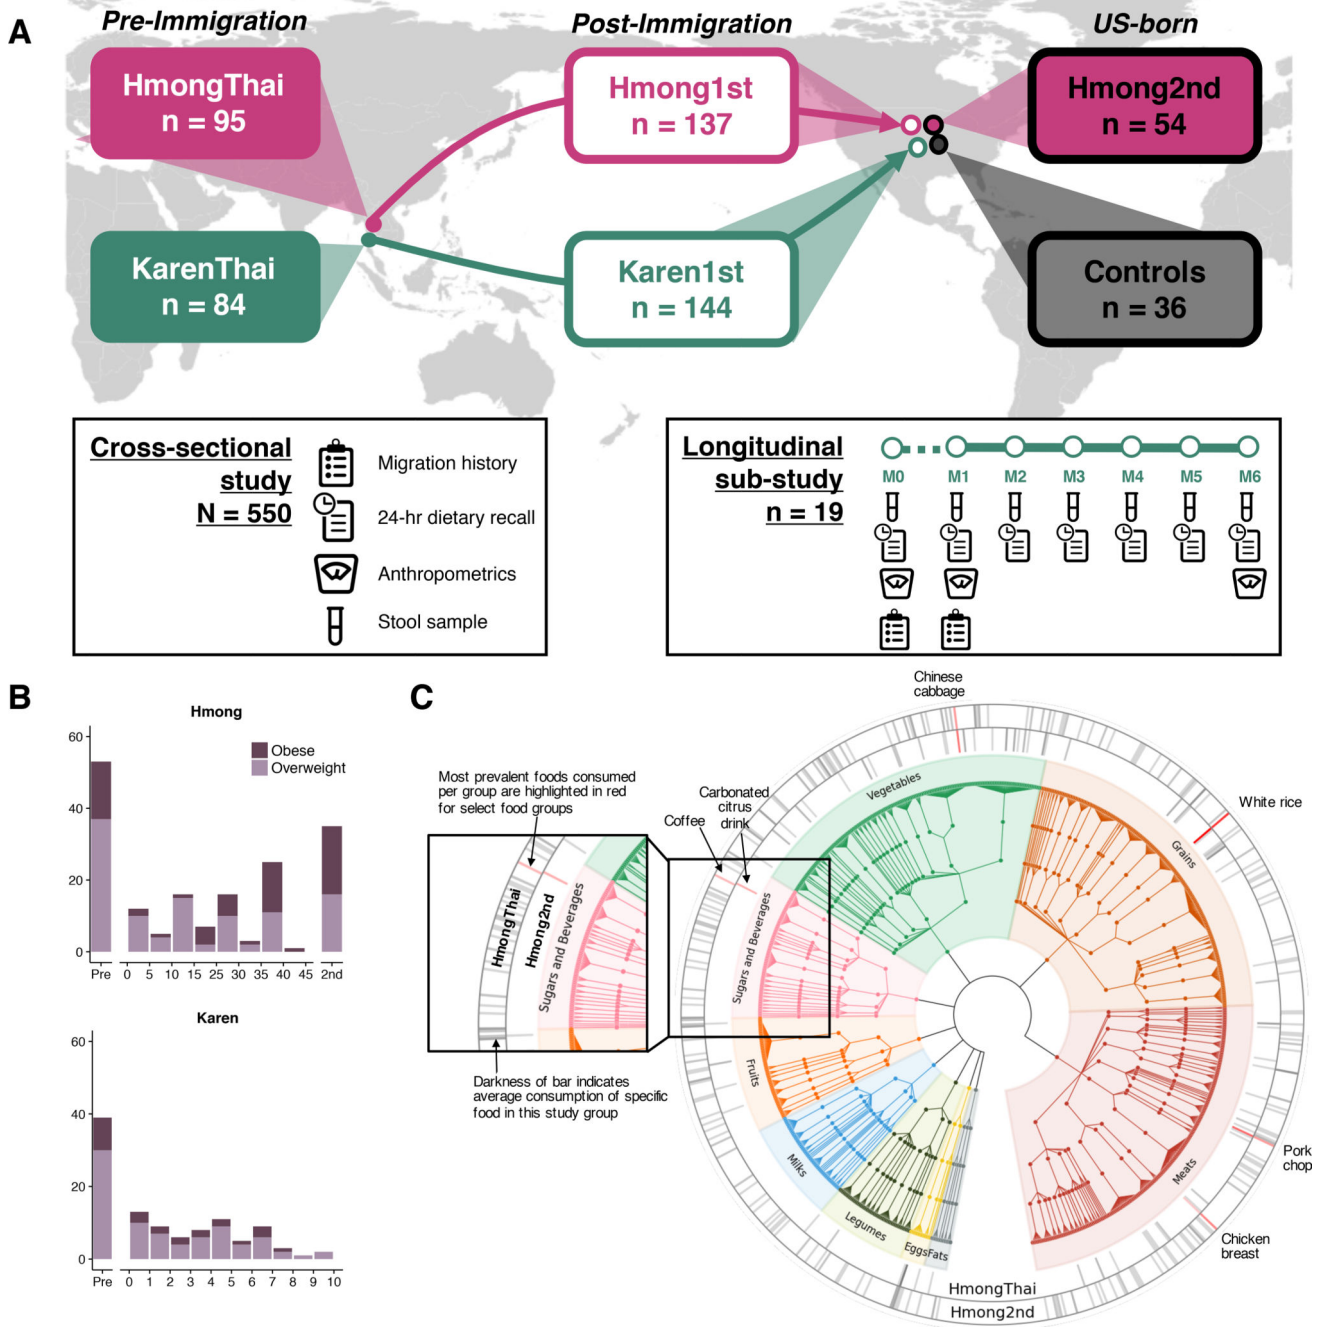 A
Pre-Immigration
Post-Immigration
US-born
HmongThai
n = 95
Hmong1st
n = 137
Hmong2nd
n = 54
KarenThai
n = 84
Karen1st
n = 144
Controls
n = 36
Cross-sectional
study
N = 550
Migration history
24-hr dietary recall
Anthropometrics
Stool sample
Longitudinal
sub-study
n = 19
M0 M1 M2 M3 M4 M5 M6
B
Hmong
60
40
20
0
Obese
Overweight
Pre 0 5 10 15 25 30 35 40 45 2nd
Karen
60
40
20
0
Pre 0 1 2 3 4 5 6 7 8 9 10
C
Most prevalent foods consumed
per group are highlighted in red
for select food groups
HmongThai
Hmong2nd
Sugars and Beverages
Darkness of bar indicates
average consumption of specific
food in this study group
Chinese
cabbage
Carbonated
citrus
drink
Coffee
White rice
Pork
chop
Chicken
breast
Vegetables
Grains
Sugars and Beverages
Fruits
Milks
Legumes
Eggs
Fats
Meats
HmongThai
Hmong2nd